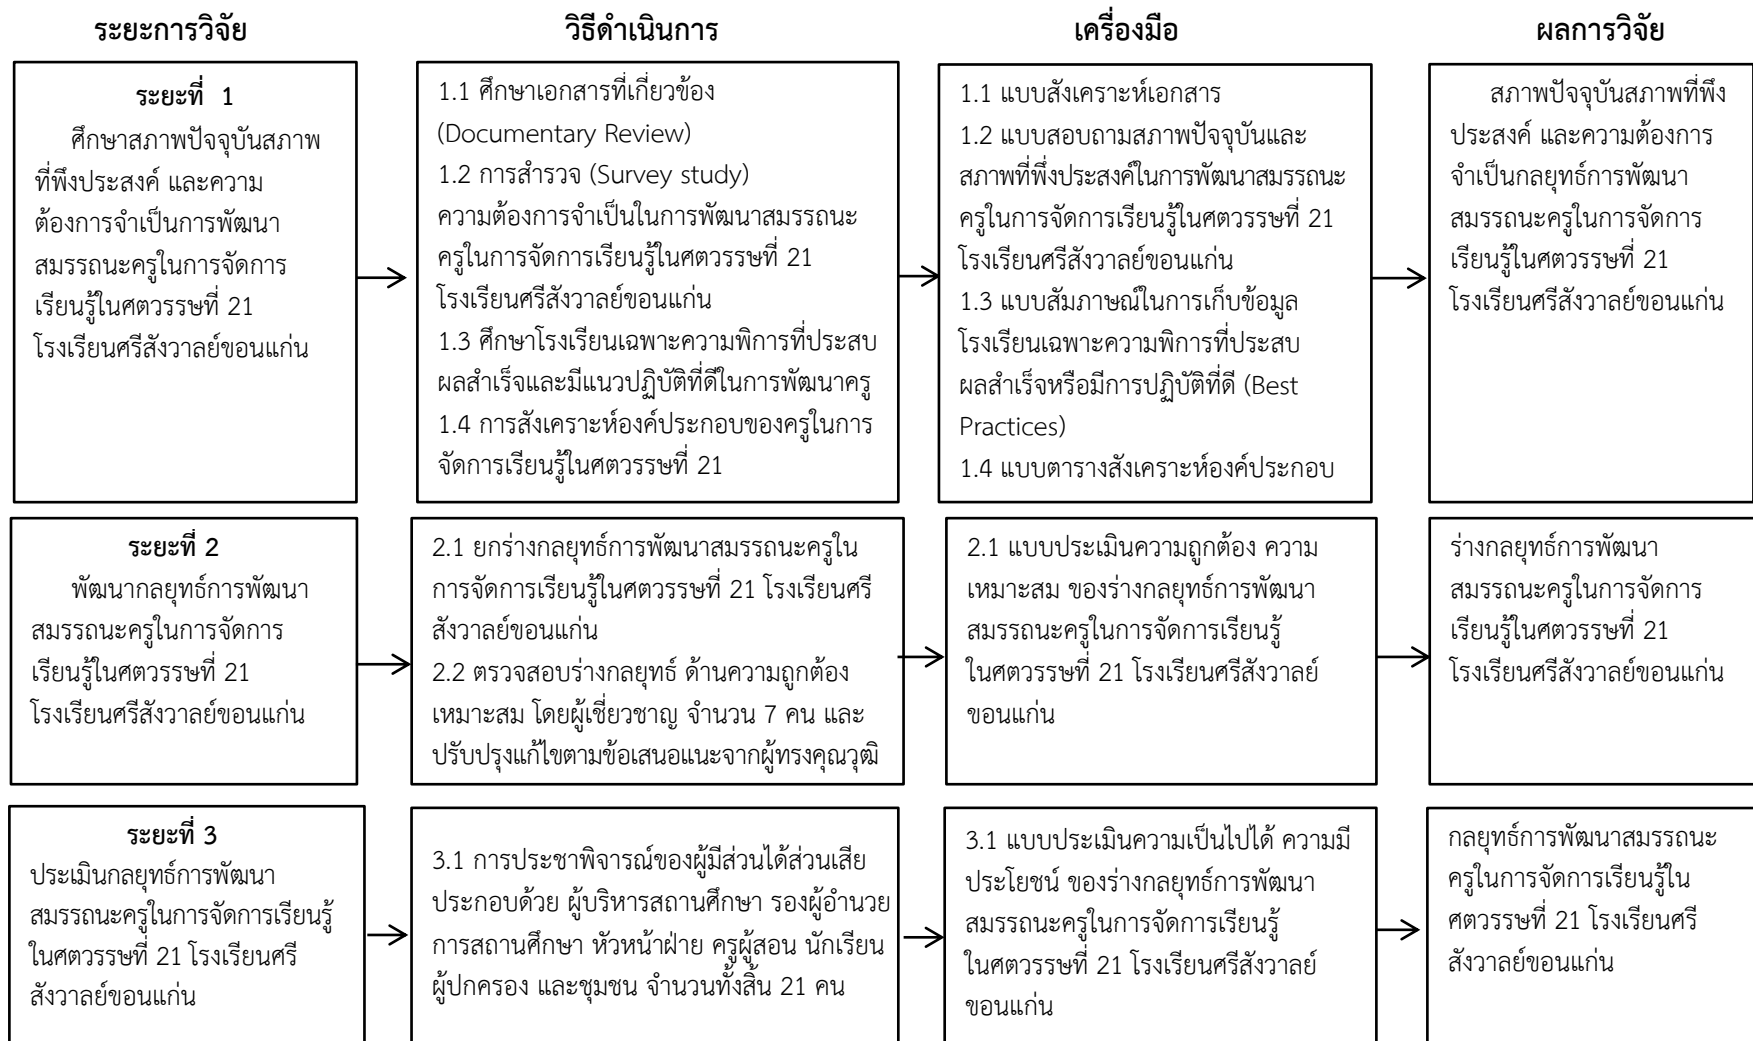 ระยะการวิจัย
วิธีดำเนินการ
เครื่องมือ
ผลการวิจัย
ระยะที่ 1
ศึกษาสภาพปัจจุบันสภาพ
ที่พึงประสงค์ และความ
ต้องการจำเป็นการพัฒนา
สมรรถนะครูในการจัดการ
เรียนรู้ในศตวรรษที่ 21
โรงเรียนศรีสังวาลย์ขอนแก่น
1.1 ศึกษาเอกสารที่เกี่ยวข้อง
(Documentary Review)
1.2 การสำรวจ (Survey study)
ความต้องการจำเป็นในการพัฒนาสมรรถนะ
ครูในการจัดการเรียนรู้ในศตวรรษที่ 21
โรงเรียนศรีสังวาลย์ขอนแก่น
1.3 ศึกษาโรงเรียนเฉพาะความพิการที่ประสบ
ผลสำเร็จและมีแนวปฏิบัติที่ดีในการพัฒนาครู
1.4 การสังเคราะห์องค์ประกอบของครูในการ
จัดการเรียนรู้ในศตวรรษที่ 21
1.1 แบบสังเคราะห์เอกสาร
1.2 แบบสอบถามสภาพปัจจุบันและ
สภาพที่พึ่งประสงค์ในการพัฒนาสมรรถนะ
ครูในการจัดการเรียนรู้ในศตวรรษที่ 21
โรงเรียนศรีสังวาลย์ขอนแก่น
1.3 แบบสัมภาษณ์ในการเก็บข้อมูล
โรงเรียนเฉพาะความพิการที่ประสบ
ผลสำเร็จหรือมีการปฏิบัติที่ดี (Best
Practices)
1.4 แบบตารางสังเคราะห์องค์ประกอบ
สภาพปัจจุบันสภาพที่พึง
ประสงค์ และความต้องการ
จำเป็นกลยุทธ์การพัฒนา
สมรรถนะครูในการจัดการ
เรียนรู้ในศตวรรษที่ 21
โรงเรียนศรีสังวาลย์ขอนแก่น
ระยะที่ 2
พัฒนากลยุทธ์การพัฒนา
สมรรถนะครูในการจัดการ
เรียนรู้ในศตวรรษที่ 21
โรงเรียนศรีสังวาลย์ขอนแก่น
2.1 ยกร่างกลยุทธ์การพัฒนาสมรรถนะครูใน
การจัดการเรียนรู้ในศตวรรษที่ 21 โรงเรียนศรี
สังวาลย์ขอนแก่น
2.2 ตรวจสอบร่างกลยุทธ์ ด้านความถูกต้อง
เหมาะสม โดยผู้เชี่ยวชาญ จำนวน 7 คน และ
ปรับปรุงแก้ไขตามข้อเสนอแนะจากผู้ทรงคุณวุฒิ
2.1 แบบประเมินความถูกต้อง ความ
เหมาะสม ของร่างกลยุทธ์การพัฒนา
สมรรถนะครูในการจัดการเรียนรู้
ในศตวรรษที่ 21 โรงเรียนศรีสังวาลย์
ขอนแก่น
ร่างกลยุทธ์การพัฒนา
สมรรถนะครูในการจัดการ
เรียนรู้ในศตวรรษที่ 21
โรงเรียนศรีสังวาลย์ขอนแก่น
ระยะที่ 3
ประเมินกลยุทธ์การพัฒนา
สมรรถนะครูในการจัดการเรียนรู้
ในศตวรรษที่ 21 โรงเรียนศรี
สังวาลย์ขอนแก่น
3.1 การประชาพิจารณ์ของผู้มีส่วนได้ส่วนเสีย
ประกอบด้วย ผู้บริหารสถานศึกษา รองผู้อำนวย
การสถานศึกษา หัวหน้าฝ่าย ครูผู้สอน นักเรียน
ผู้ปกครอง และชุมชน จำนวนทั้งสิ้น 21 คน
3.1 แบบประเมินความเป็นไปได้ ความมี
ประโยชน์ ของร่างกลยุทธ์การพัฒนา
สมรรถนะครูในการจัดการเรียนรู้
ในศตวรรษที่ 21 โรงเรียนศรีสังวาลย์
ขอนแก่น
กลยุทธ์การพัฒนาสมรรถนะ
ครูในการจัดการเรียนรู้ใน
ศตวรรษที่ 21 โรงเรียนศรี
สังวาลย์ขอนแก่น